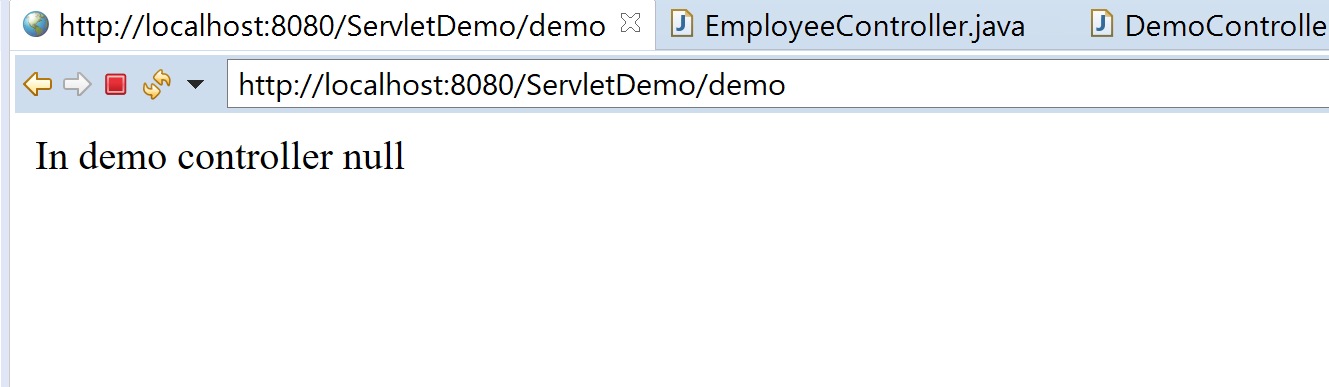 http://localhost:8080/ServletDemo/demo EmployeeController.java DemoControlle
http://localhost:8080/ServletDemo/demo
In demo controller null